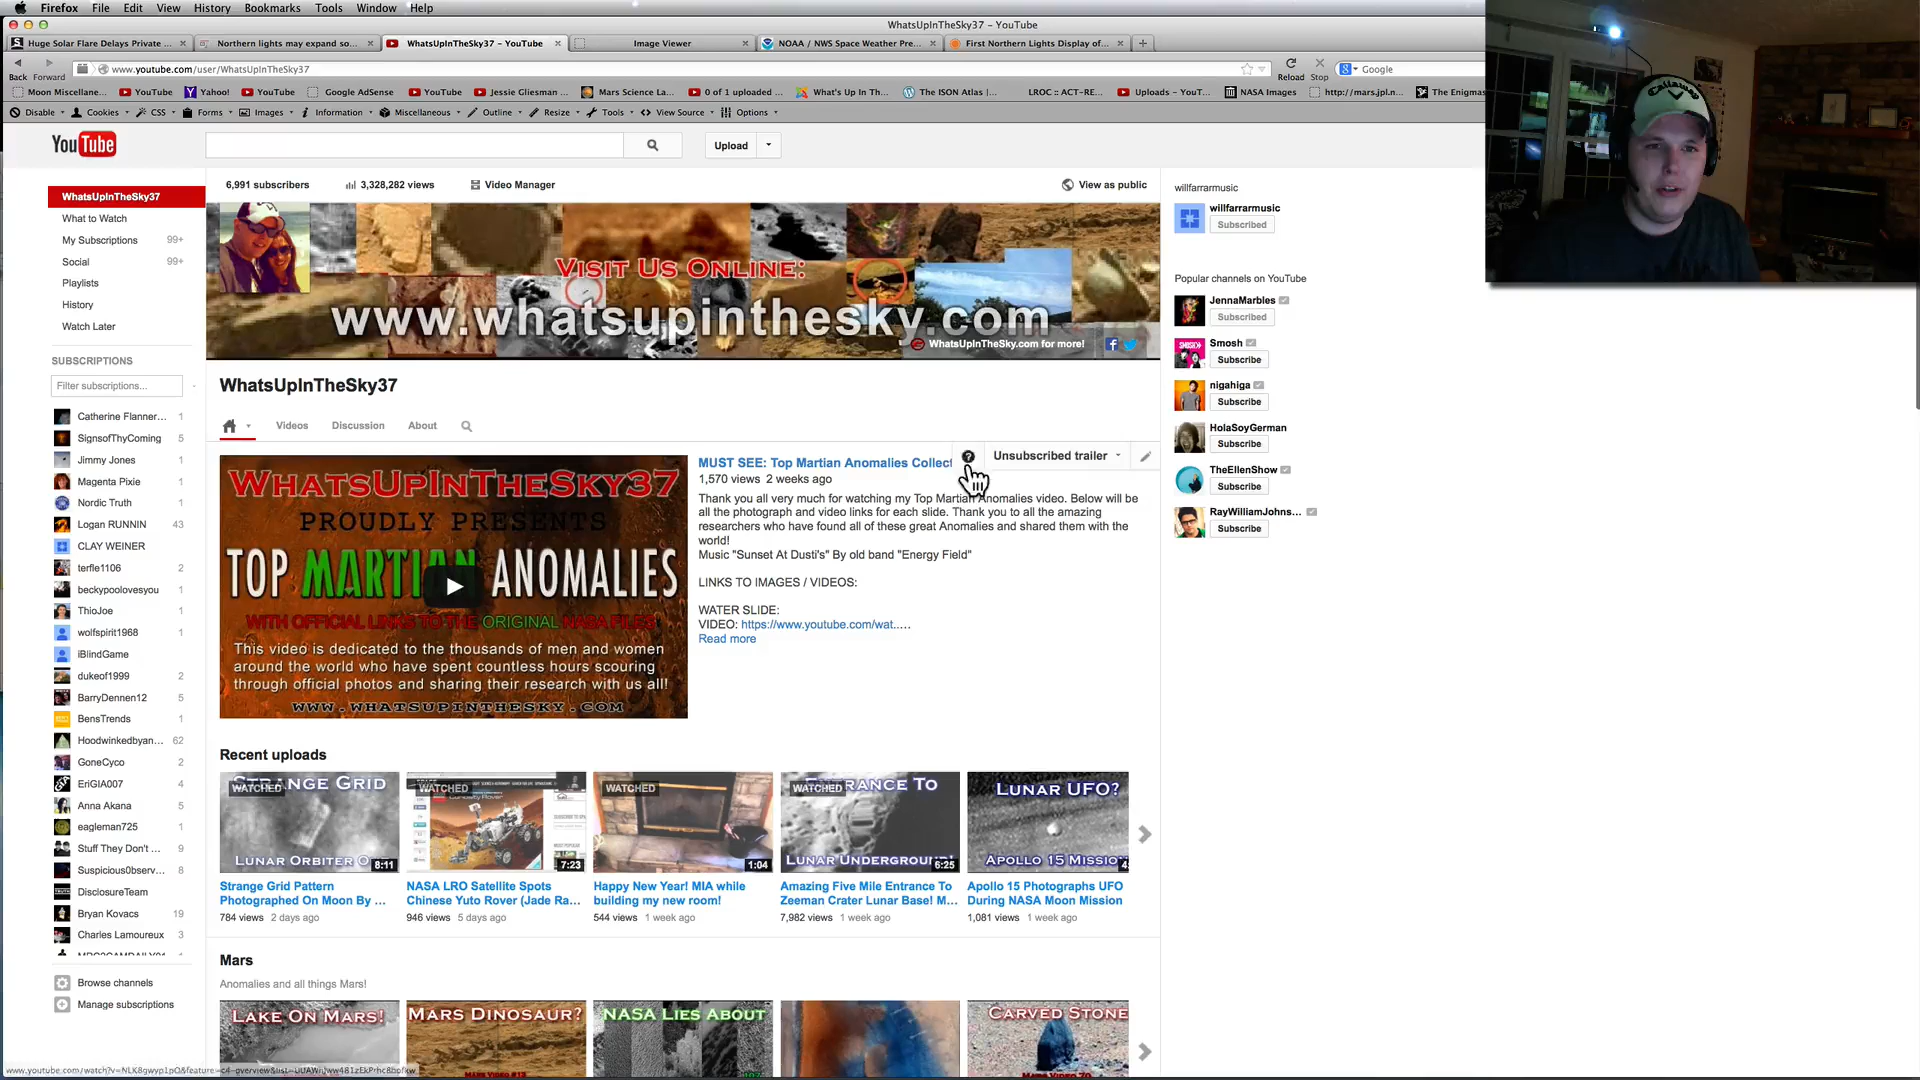 Firefox File Edit View History Bookmarks Tools Window Help
WhatsUpInTheSky37 - YouTube
Huge Solar Flare Delays Private ... Northern lights may expand so... WhatsUpInTheSky37 - YouTube Image Viewer NOAA / NWS Space Weather Pre... First Northern Lights Display of...
Back Forward www.youtube.com/user/WhatsUpInTheSky37 Reload Stop Google
Moon Miscellane... YouTube Yahoo! YouTube Google AdSense YouTube Jessie Gliesman ... Mars Science La... 0 of 1 uploaded ... What's Up In Th... The ISON Atlas |... LROC :: ACT-RE... Uploads - YouT... NASA Images http://mars.jpl.n... The Enigmas
Disable Cookies CSS Forms Images Information Miscellaneous Outline Resize Tools View Source Options
YouTube Upload
6,991 subscribers 3,328,282 views Video Manager View as public
WhatsUpInTheSky37
What to Watch
My Subscriptions 99+
Social 99+
Playlists
History
Watch Later
SUBSCRIPTIONS
Filter subscriptions...
Catherine Flanner... 1
SignsofThyComing 5
Jimmy Jones 1
Magenta Pixie 1
Nordic Truth 1
Logan RUNNIN 43
CLAY WEINER
terfle1106 2
beckypoolovesyou 1
ThioJoe 1
wolfspirit1968 1
iBlindGame
dukeof1999 2
BarryDennen12 5
BensTrends 1
Hoodwinkedbyan... 62
GoneCyco 2
EriGIA007 4
Anna Akana 5
eagleman725 1
Stuff They Don't ... 9
Suspicious0bserv... 8
DisclosureTeam
Bryan Kovacs 19
Charles Lamoureux 3
Browse channels
Manage subscriptions
Visit Us Online:
www.whatsupinthesky.com
WhatsUpInTheSky.com for more!
WhatsUpInTheSky37
Videos Discussion About
WhatsUpInTheSky37
PROUDLY PRESENTS
TOP MARTIAN ANOMALIES
WITH OFFICIAL LINKS TO THE ORIGINAL NASA FILES
This video is dedicated to the thousands of men and women
around the world who have spent countless hours scouring
through official photos and sharing their research with us all!
WWW.WHATSUPINTHESKY.COM
MUST SEE: Top Martian Anomalies Collect
Unsubscribed trailer
1,570 views 2 weeks ago
Thank you all very much for watching my Top Martian Anomalies video. Below will be
all the photograph and video links for each slide. Thank you to all the amazing
researchers who have found all of these great Anomalies and shared them with the
world!
Music "Sunset At Dusti's" By old band "Energy Field"
LINKS TO IMAGES / VIDEOS:
WATER SLIDE:
VIDEO: https://www.youtube.com/wat.....
Read more
Recent uploads
WATCHED
Strange Grid
Lunar Orbiter
8:11
Strange Grid Pattern
Photographed On Moon By ...
784 views 2 days ago
WATCHED
7:23
NASA LRO Satellite Spots
Chinese Yuto Rover (Jade Ra...
946 views 5 days ago
WATCHED
1:04
Happy New Year! MIA while
building my new room!
544 views 1 week ago
WATCHED
Entrance To
Lunar Underground!
6:25
Amazing Five Mile Entrance To
Zeeman Crater Lunar Base! M...
7,982 views 1 week ago
Lunar UFO?
Apollo 15 Mission
Apollo 15 Photographs UFO
During NASA Moon Mission
1,081 views 1 week ago
Mars
Anomalies and all things Mars!
Lake On Mars!
Mars Dinosaur?
NASA Lies About
Carved Stone
willfarrarmusic
willfarrarmusic
Subscribed
Popular channels on YouTube
JennaMarbles
Subscribed
Smosh
Subscribe
nigahiga
Subscribe
HolaSoyGerman
Subscribe
TheEllenShow
Subscribe
RayWilliamJohns...
Subscribe
Callaway